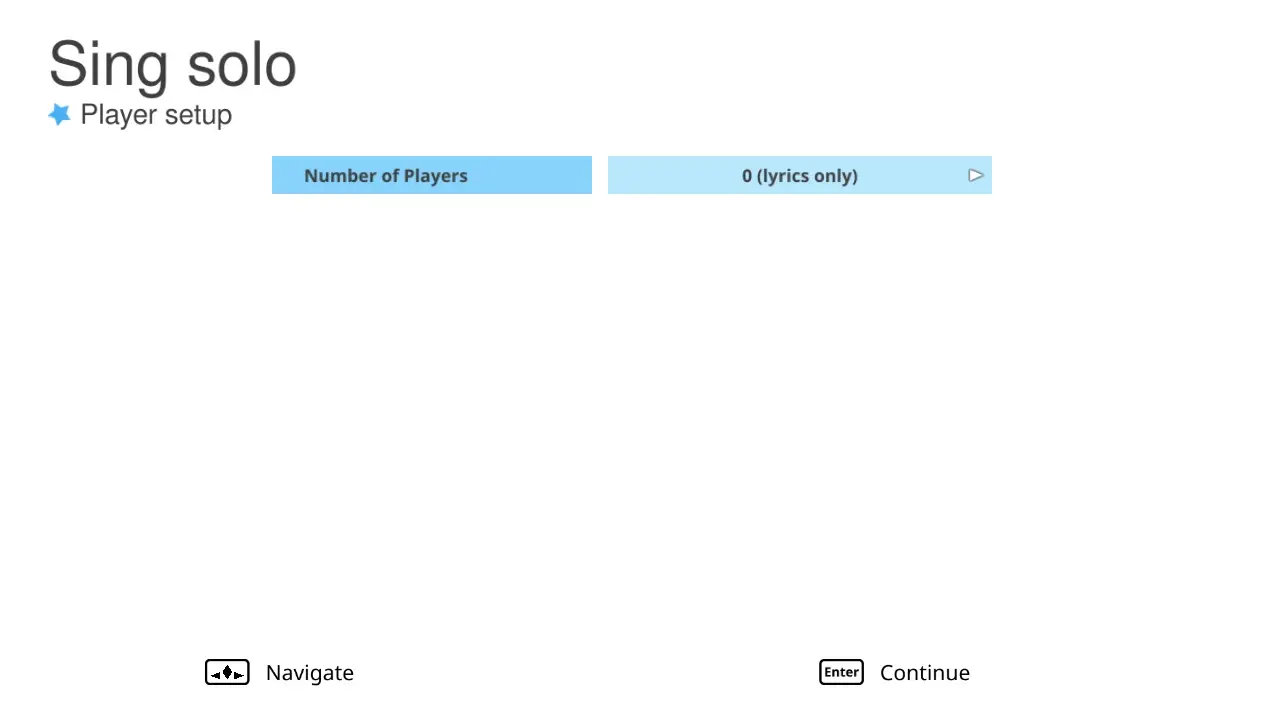 Sing solo
Player setup
Number of Players
0 (lyrics only)
Navigate
Enter
Continue